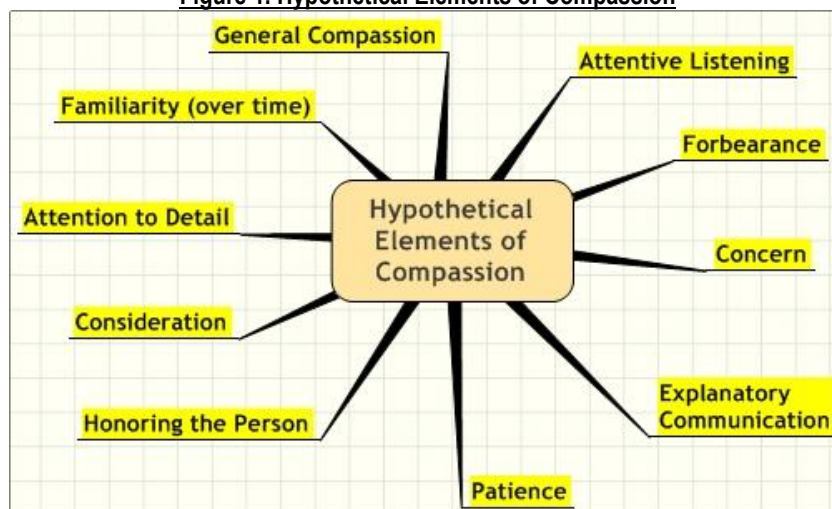 Figure 1. Hypothetical Elements of Compassion
General Compassion
Attentive Listening
Familiarity (over time)
Forbearance
Attention to Detail
Hypothetical
Elements of
Compassion
Concern
Consideration
Explanatory
Communication
Honoring the Person
Patience